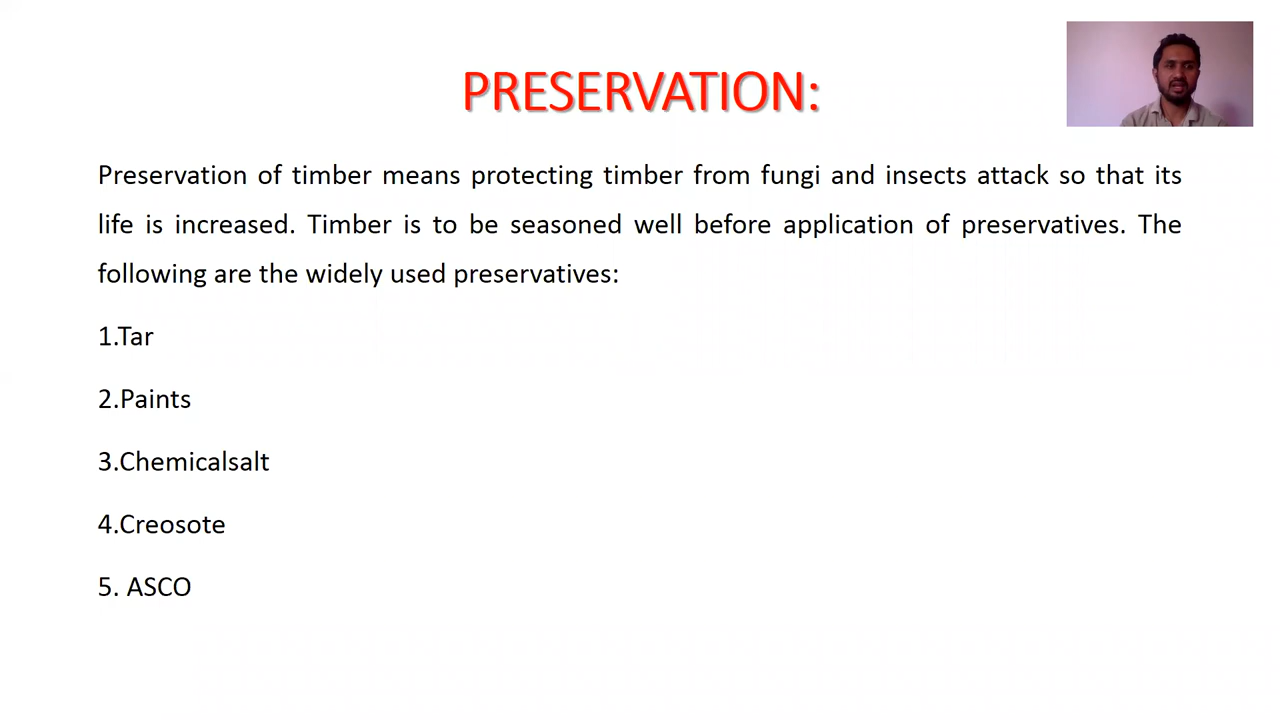 PRESERVATION:
Preservation of timber means protecting timber from fungi and insects attack so that its
life is increased. Timber is to be seasoned well before application of preservatives. The
following are the widely used preservatives:
1.Tar
2.Paints
3.Chemicalsalt
4.Creosote
5. ASCO